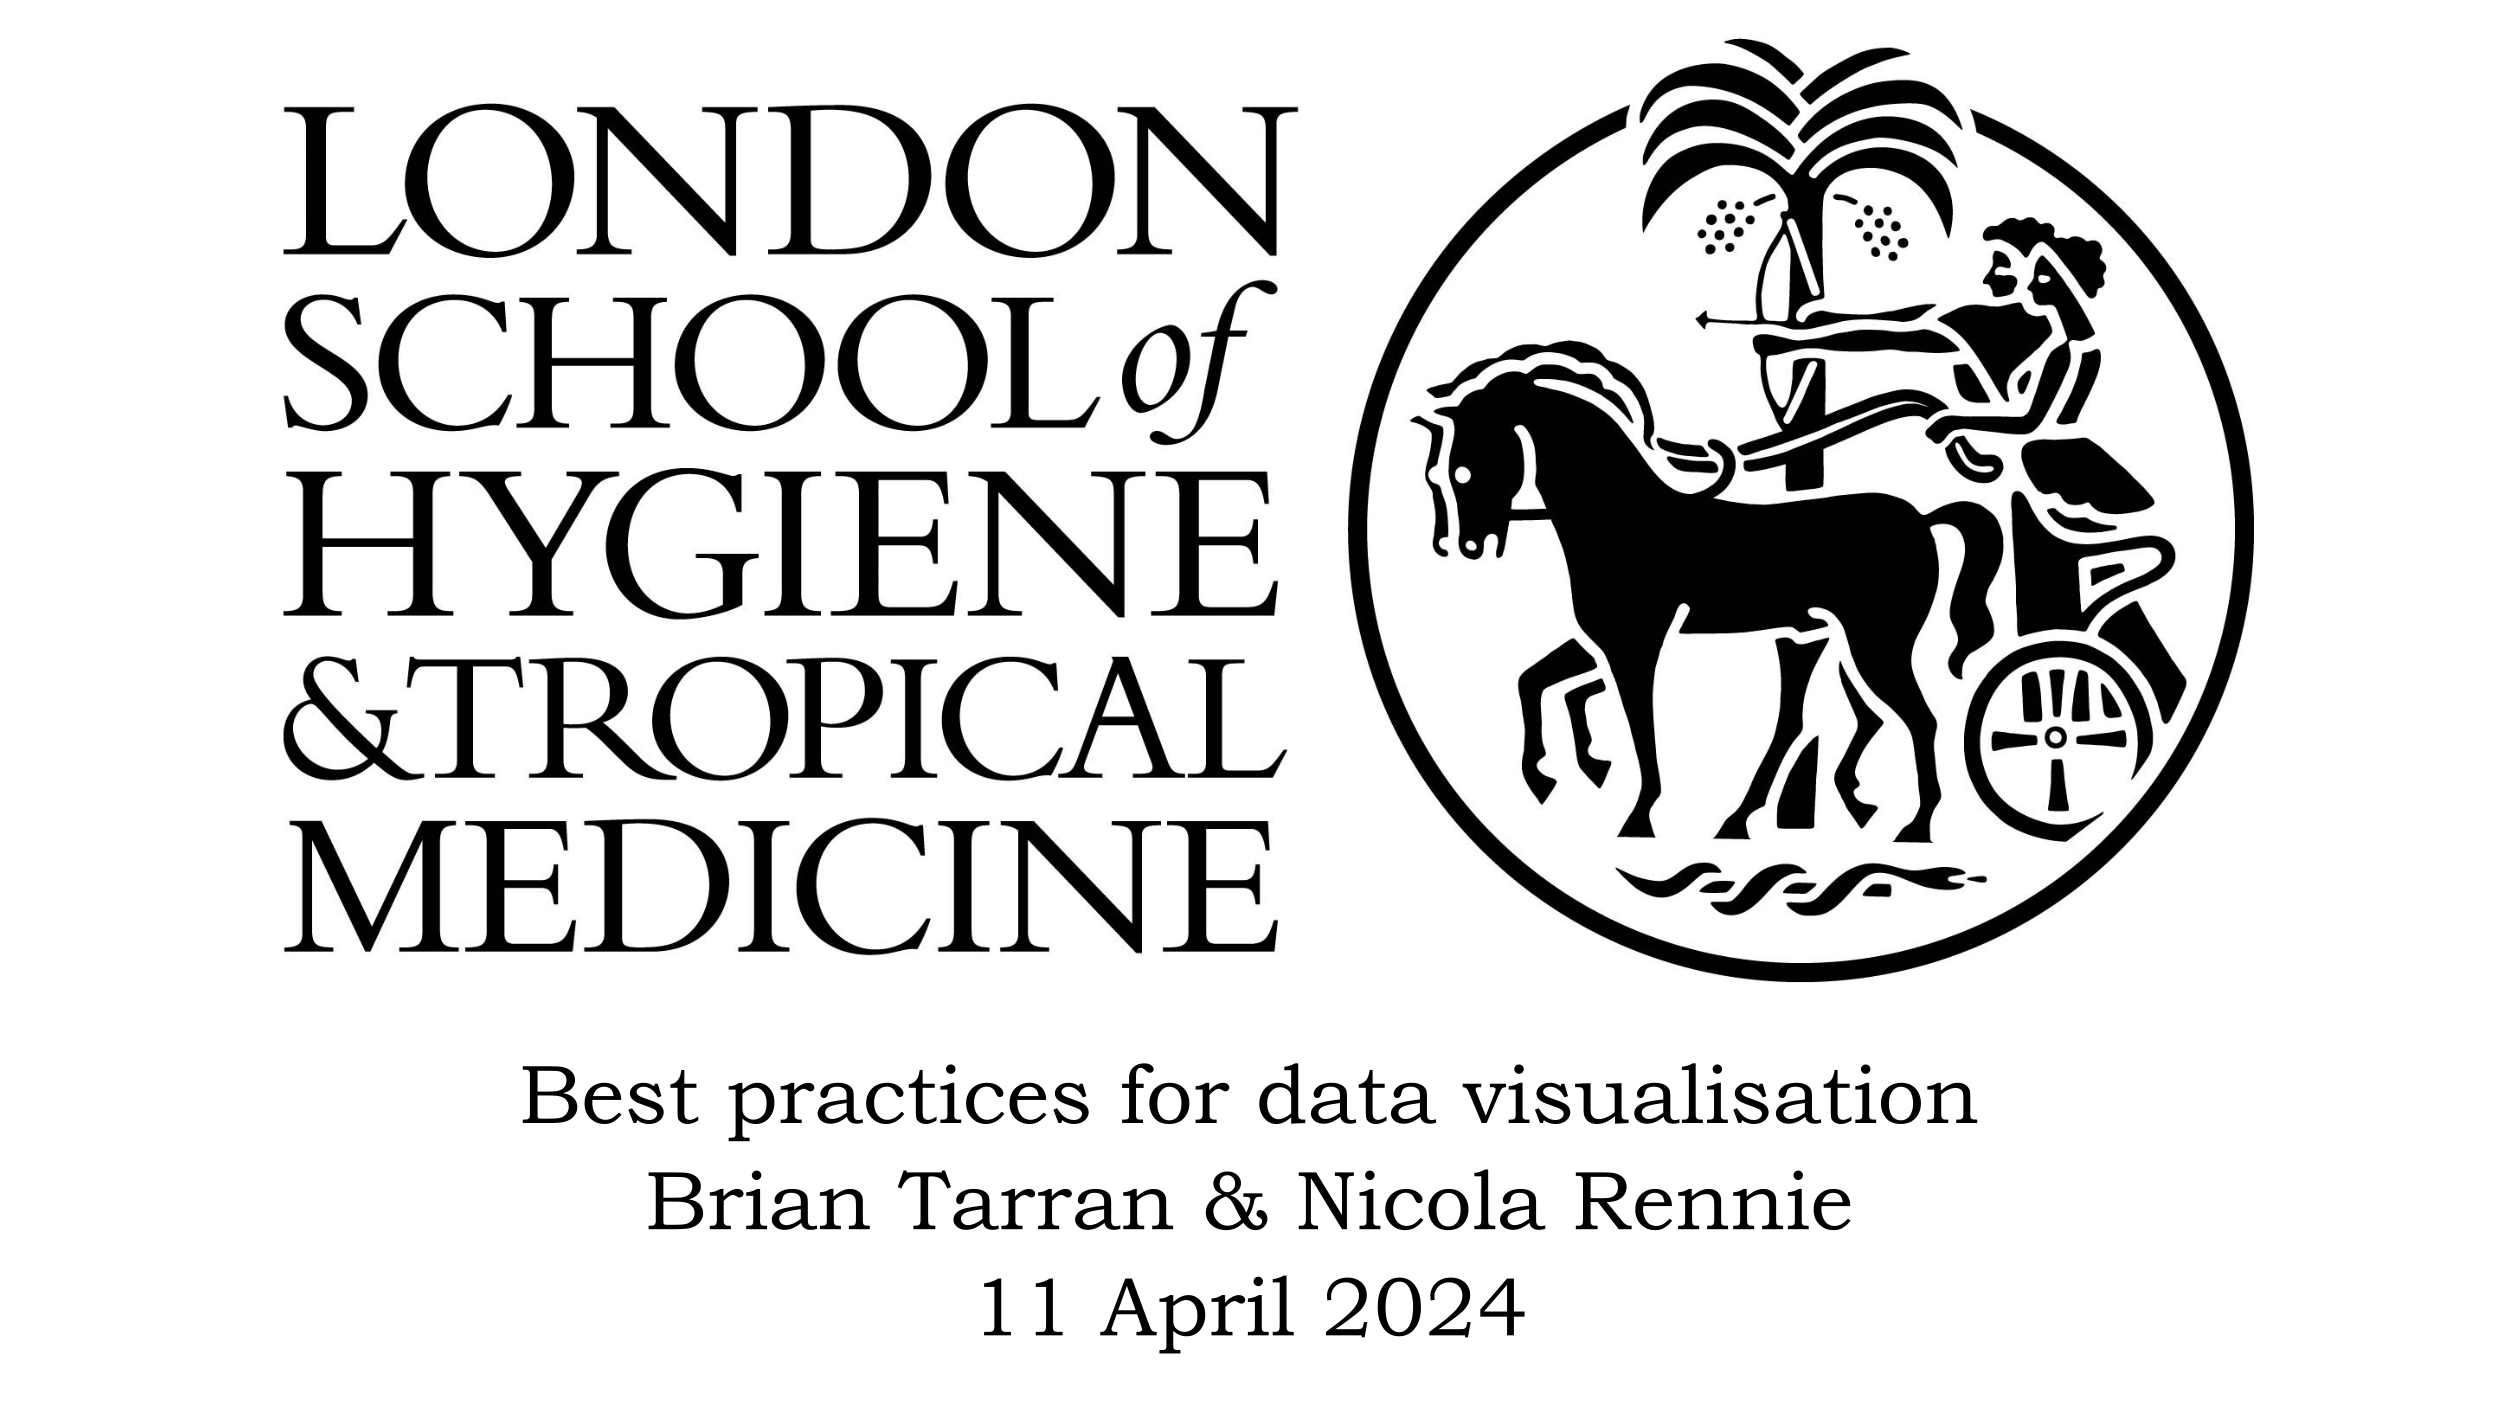 LONDON
SCHOOL of
HYGIENE
& TROPICAL
MEDICINE
Best practices for data visualisation
Brian Tarran & Nicola Rennie
11 April 2024